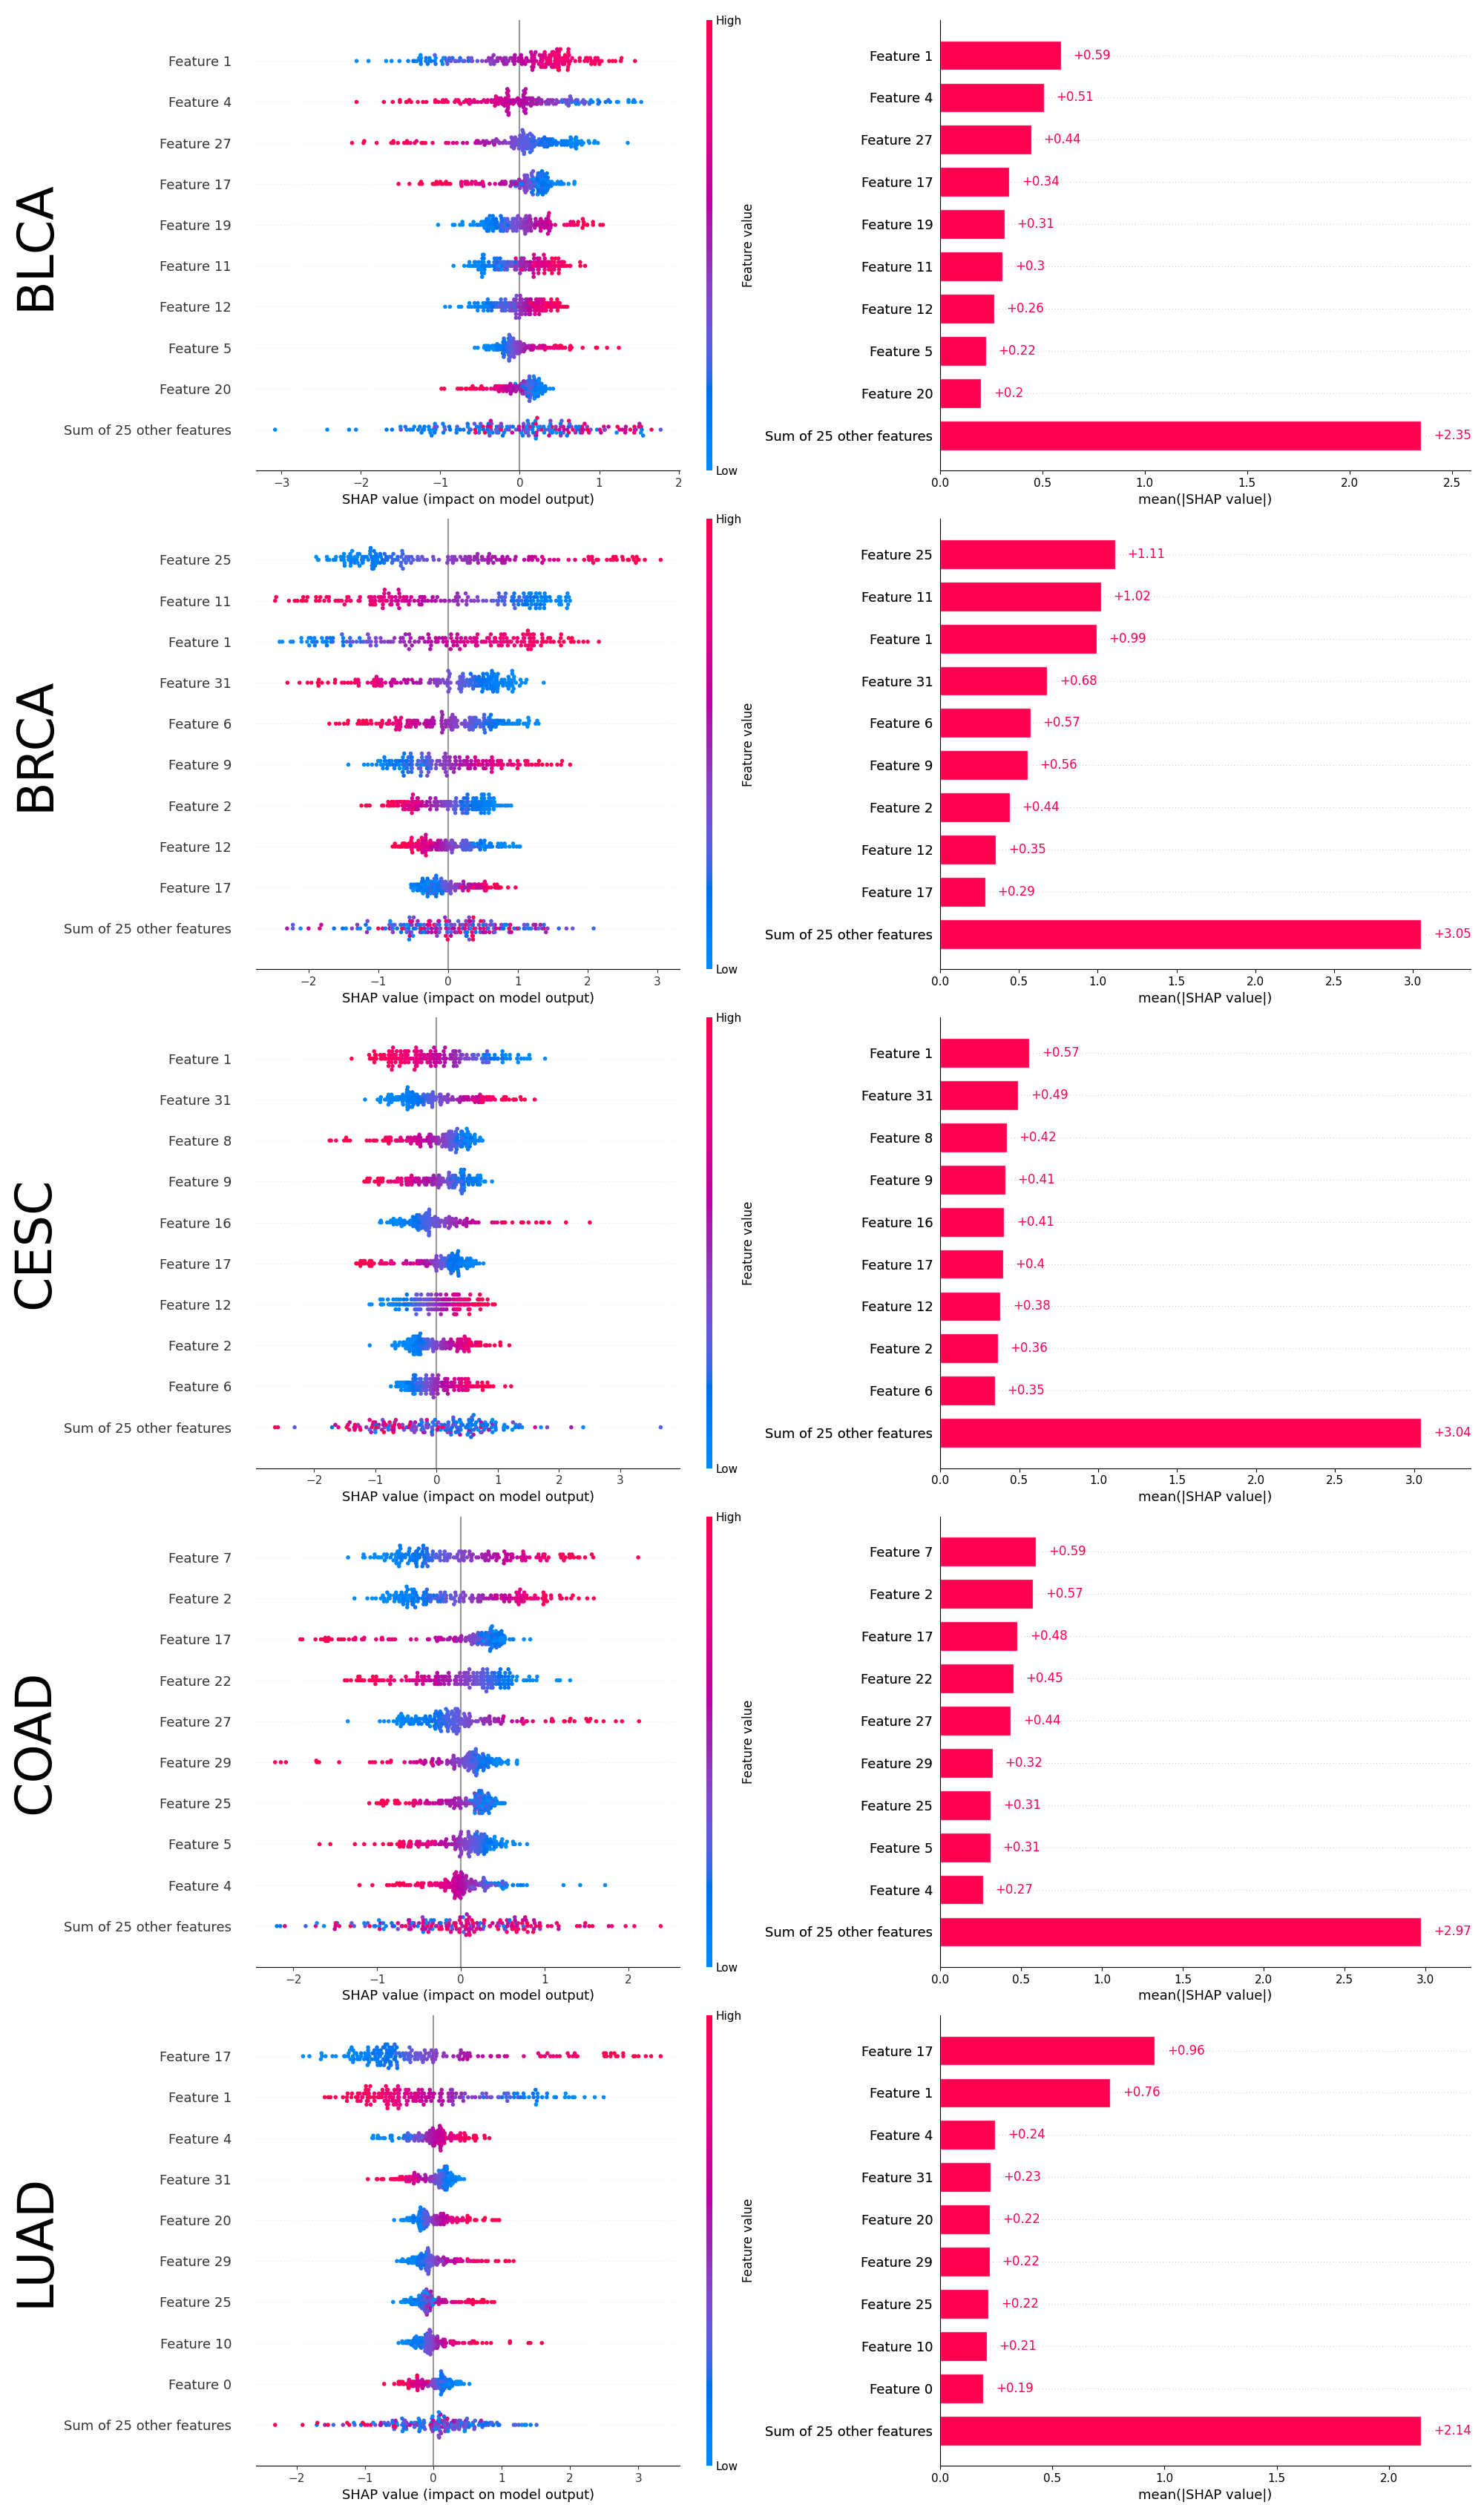 BLCA
High
Feature 1
Feature 4
Feature 27
Feature 17
Feature 19
Feature 11
Feature 12
Feature 5
Feature 20
Sum of 25 other features
Low
Feature value
−3 −2 −1 0 1 2
SHAP value (impact on model output)
Feature 1 +0.59
Feature 4 +0.51
Feature 27 +0.44
Feature 17 +0.34
Feature 19 +0.31
Feature 11 +0.3
Feature 12 +0.26
Feature 5 +0.22
Feature 20 +0.2
Sum of 25 other features +2.35
0.0 0.5 1.0 1.5 2.0 2.5
mean(|SHAP value|)
BRCA
High
Feature 25
Feature 11
Feature 1
Feature 31
Feature 6
Feature 9
Feature 2
Feature 12
Feature 17
Sum of 25 other features
Low
Feature value
−2 −1 0 1 2 3
SHAP value (impact on model output)
Feature 25 +1.11
Feature 11 +1.02
Feature 1 +0.99
Feature 31 +0.68
Feature 6 +0.57
Feature 9 +0.56
Feature 2 +0.44
Feature 12 +0.35
Feature 17 +0.29
Sum of 25 other features +3.05
0.0 0.5 1.0 1.5 2.0 2.5 3.0
mean(|SHAP value|)
CESC
High
Feature 1
Feature 31
Feature 8
Feature 9
Feature 16
Feature 17
Feature 12
Feature 2
Feature 6
Sum of 25 other features
Low
Feature value
−2 −1 0 1 2 3
SHAP value (impact on model output)
Feature 1 +0.57
Feature 31 +0.49
Feature 8 +0.42
Feature 9 +0.41
Feature 16 +0.41
Feature 17 +0.4
Feature 12 +0.38
Feature 2 +0.36
Feature 6 +0.35
Sum of 25 other features +3.04
0.0 0.5 1.0 1.5 2.0 2.5 3.0
mean(|SHAP value|)
COAD
High
Feature 7
Feature 2
Feature 17
Feature 22
Feature 27
Feature 29
Feature 25
Feature 5
Feature 4
Sum of 25 other features
Low
Feature value
−2 −1 0 1 2
SHAP value (impact on model output)
Feature 7 +0.59
Feature 2 +0.57
Feature 17 +0.48
Feature 22 +0.45
Feature 27 +0.44
Feature 29 +0.32
Feature 25 +0.31
Feature 5 +0.31
Feature 4 +0.27
Sum of 25 other features +2.97
0.0 0.5 1.0 1.5 2.0 2.5 3.0
mean(|SHAP value|)
LUAD
High
Feature 17
Feature 1
Feature 4
Feature 31
Feature 20
Feature 29
Feature 25
Feature 10
Feature 0
Sum of 25 other features
Low
Feature value
−2 −1 0 1 2 3
SHAP value (impact on model output)
Feature 17 +0.96
Feature 1 +0.76
Feature 4 +0.24
Feature 31 +0.23
Feature 20 +0.22
Feature 29 +0.22
Feature 25 +0.22
Feature 10 +0.21
Feature 0 +0.19
Sum of 25 other features +2.14
0.0 0.5 1.0 1.5 2.0
mean(|SHAP value|)